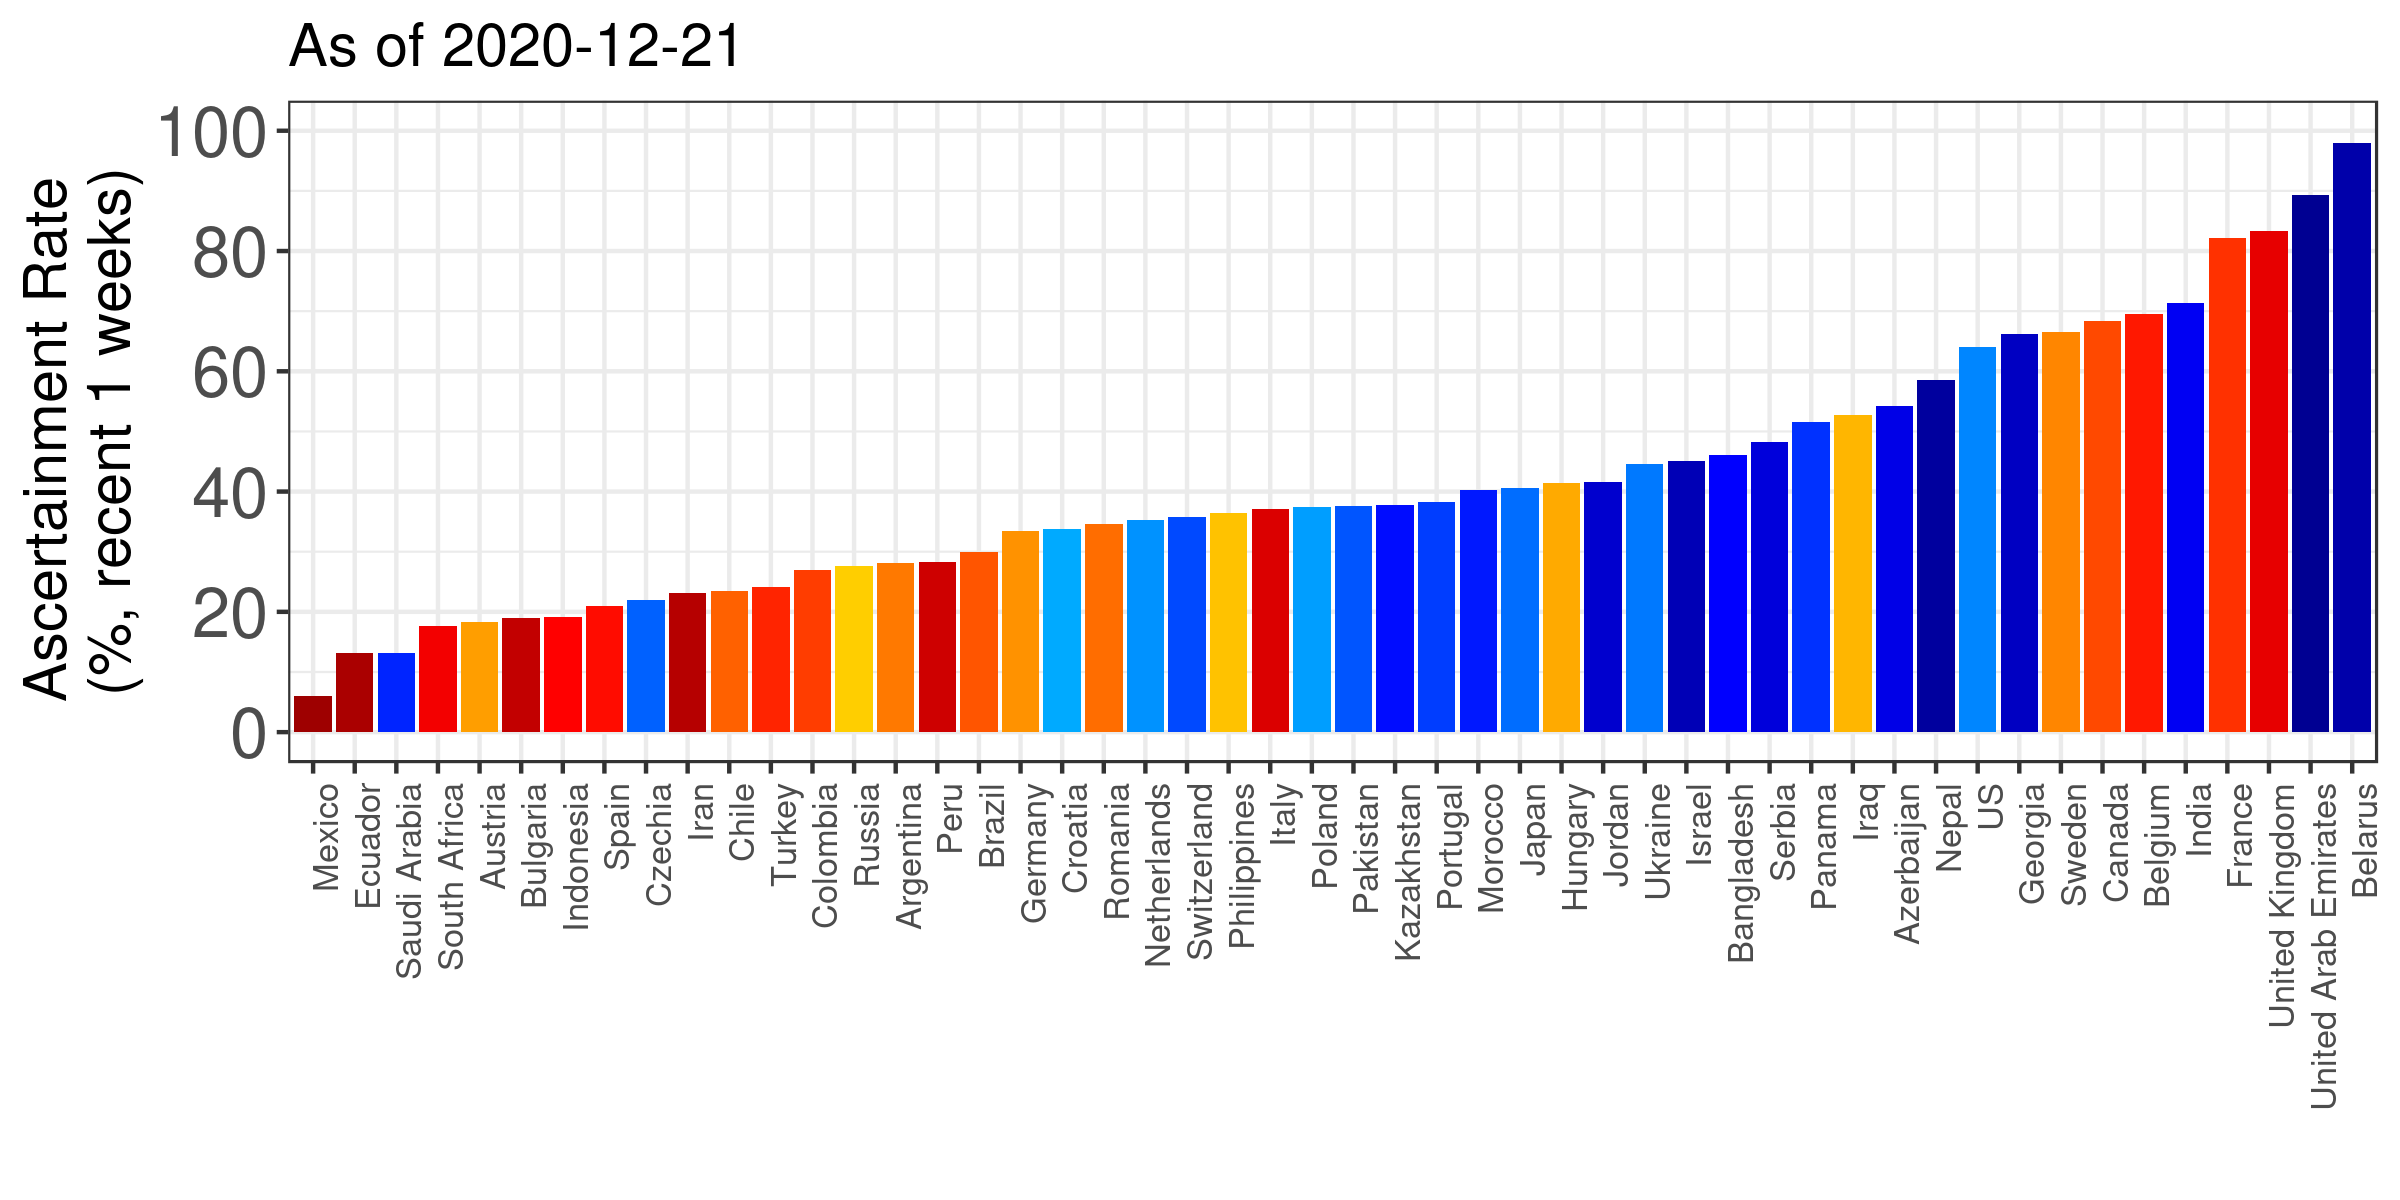 As of 2020-12-21
Ascertainment Rate
(%, recent 1 weeks)
100
80
60
40
20
0
Mexico
Ecuador
Saudi Arabia
South Africa
Austria
Bulgaria
Indonesia
Spain
Czechia
Iran
Chile
Turkey
Colombia
Russia
Argentina
Peru
Brazil
Germany
Croatia
Romania
Netherlands
Switzerland
Philippines
Italy
Poland
Pakistan
Kazakhstan
Portugal
Morocco
Japan
Hungary
Jordan
Ukraine
Israel
Bangladesh
Serbia
Panama
Iraq
Azerbaijan
Nepal
US
Georgia
Sweden
Canada
Belgium
India
France
United Kingdom
United Arab Emirates
Belarus